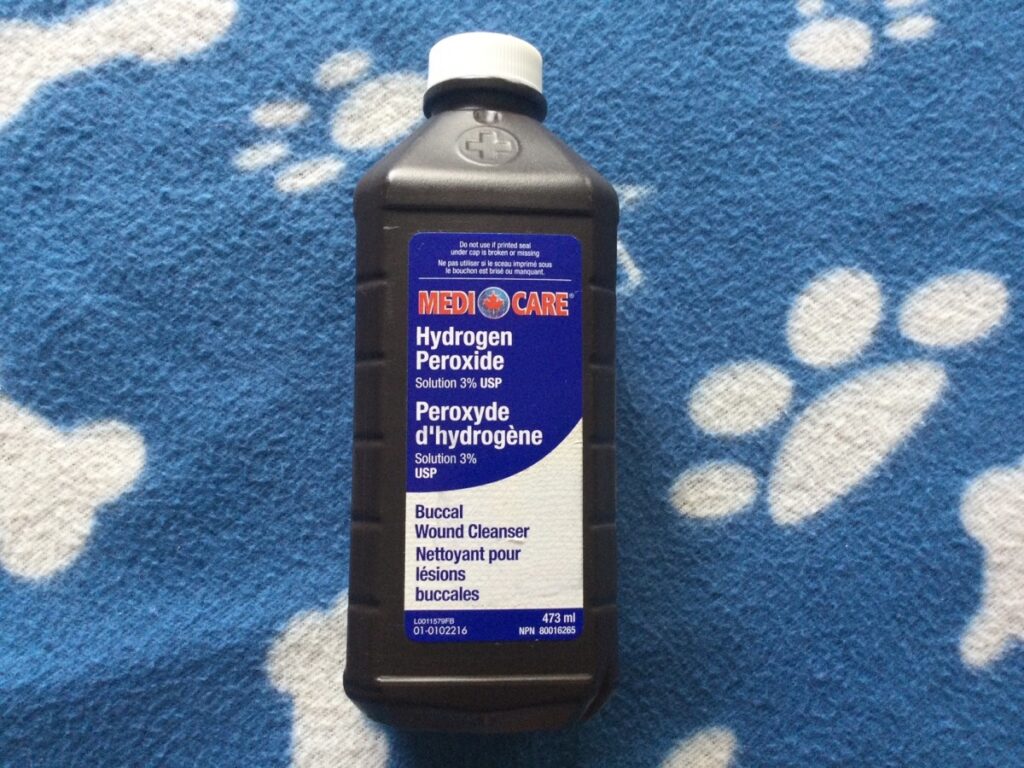 Do not use if printed seal
under cap is broken or missing
Ne pas utiliser si le sceau imprimé sous
le bouchon est brisé ou manquant.
MEDI CARE®
Hydrogen
Peroxide
Solution 3% USP
Peroxyde
d'hydrogène
Solution 3%
USP
Buccal
Wound Cleanser
Nettoyant pour
lésions
buccales
L0011579FB
473 ml
01-0102216
NPN 80016265